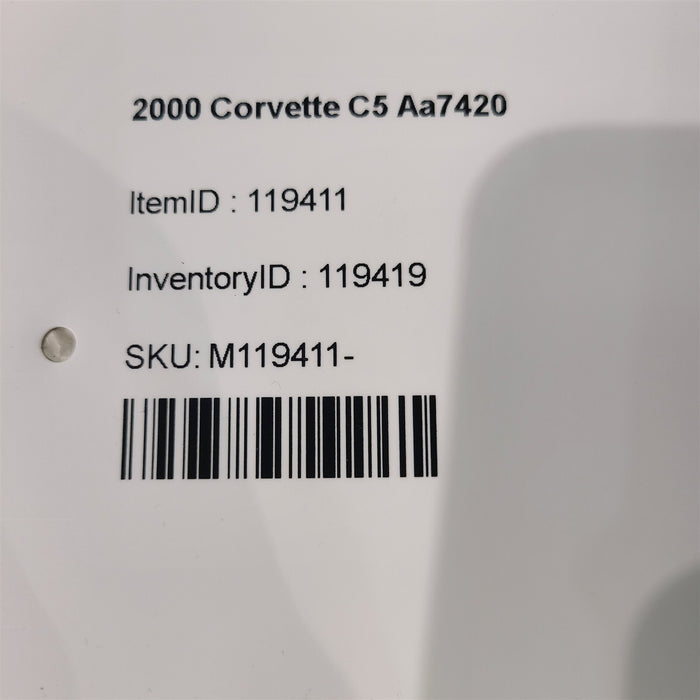 2000 Corvette C5 Aa7420
ItemID : 119411
InventoryID : 119419
SKU: M119411-